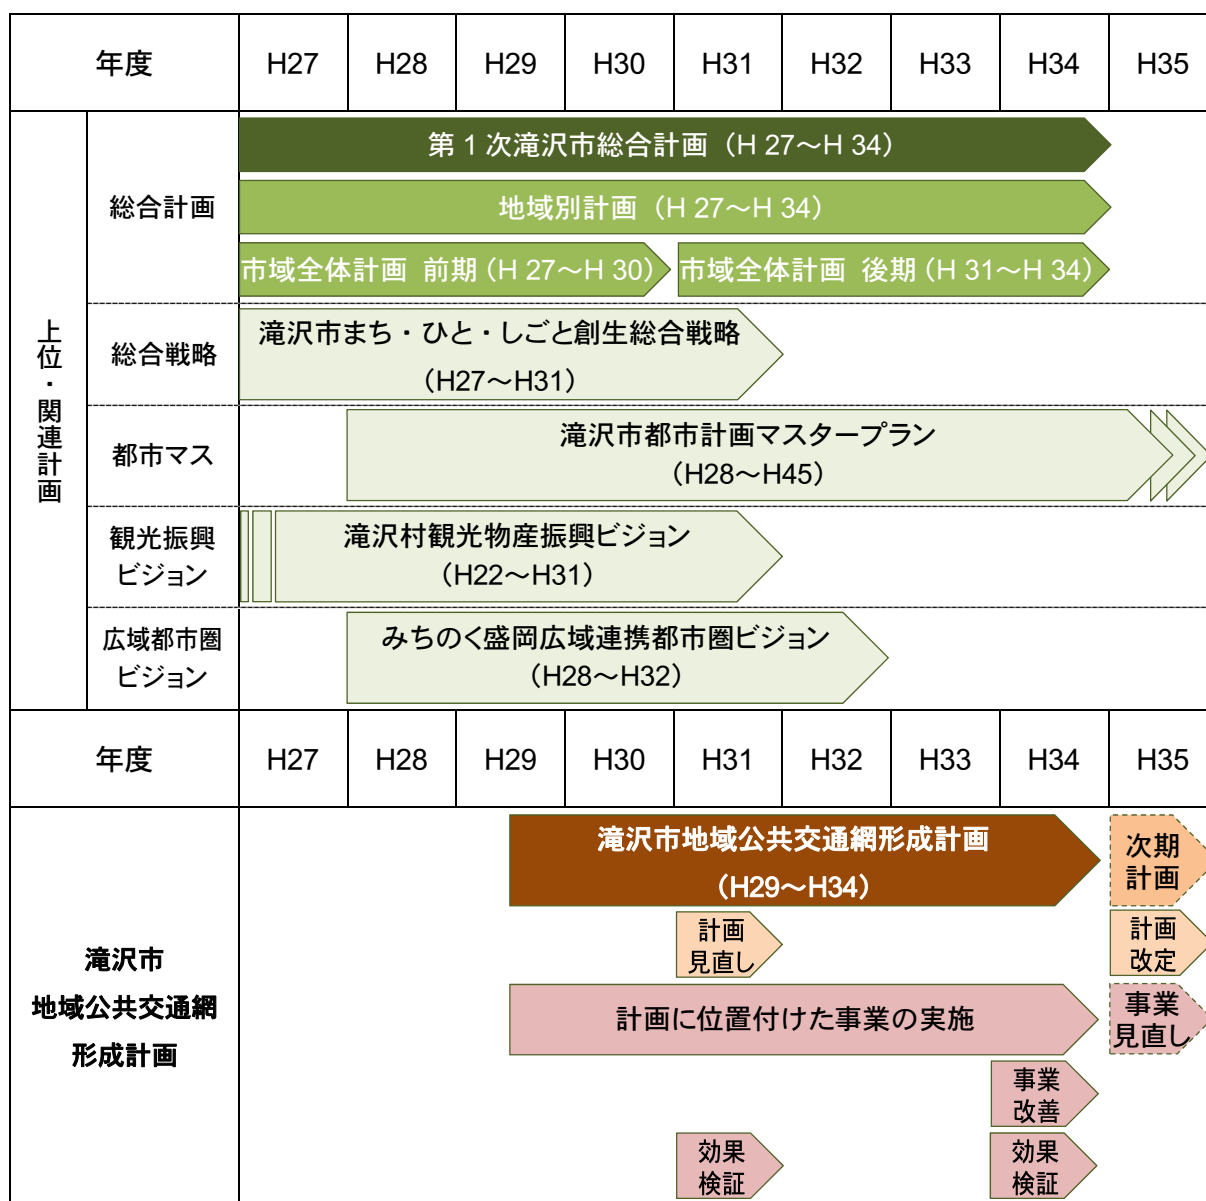 年度 H27 H28 H29 H30 H31 H32 H33 H34 H35
上位・関連計画
総合計画
第1次滝沢市総合計画（H 27～H 34）
地域別計画（H 27～H 34）
市域全体計画 前期（H 27～H 30） 市域全体計画 後期（H 31～H 34）
総合戦略
滝沢市まち・ひと・しごと創生総合戦略
（H27～H31）
都市マス
滝沢市都市計画マスタープラン
（H28～H45）
観光振興
ビジョン
滝沢村観光物産振興ビジョン
（H22～H31）
広域都市圏
ビジョン
みちのく盛岡広域連携都市圏ビジョン
（H28～H32）
年度 H27 H28 H29 H30 H31 H32 H33 H34 H35
滝沢市
地域公共交通網
形成計画
滝沢市地域公共交通網形成計画
（H29～H34）
次期
計画
計画
見直し
計画
改定
計画に位置付けた事業の実施
事業
見直し
事業
改善
効果
検証
効果
検証